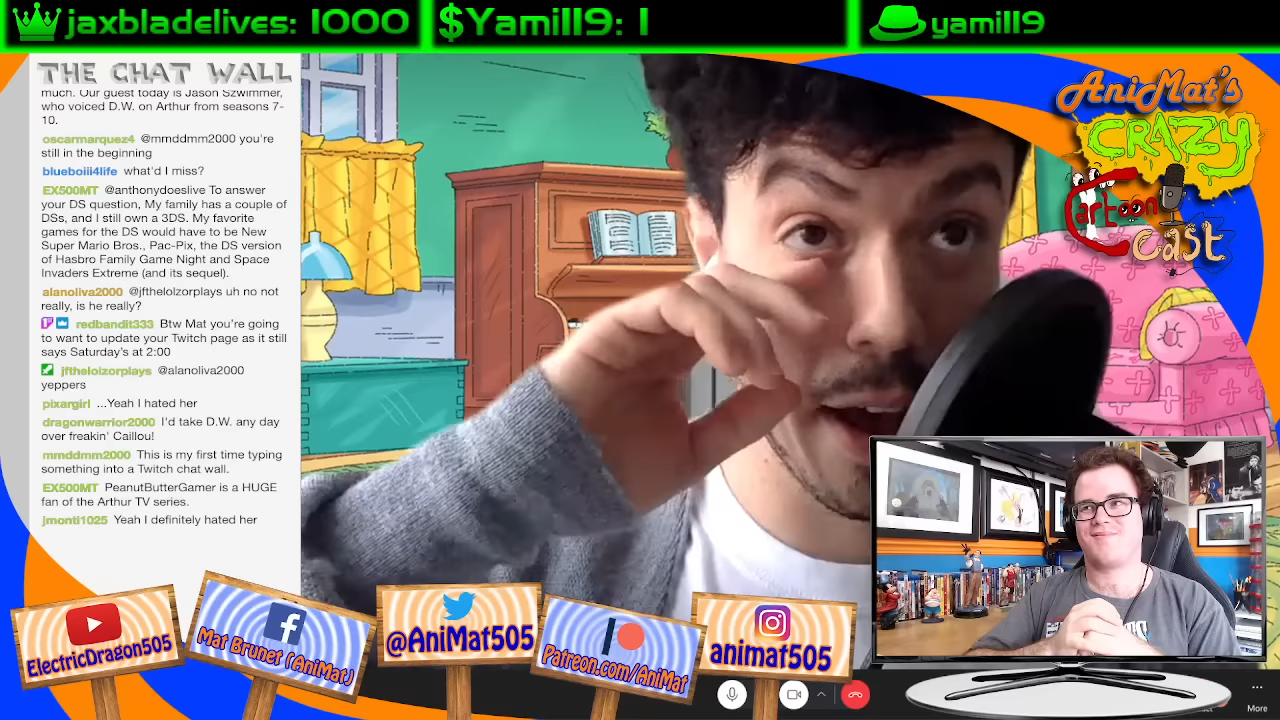 jaxbladelives: 1000
$Yamill9: 1
yamill9
THE CHAT WALL
much. Our guest today is Jason Szwimmer,
who voiced D.W. on Arthur from seasons 7-
10.
oscarmarquez4 @mmddmm2000 you're
still in the beginning
blueboiii4life what'd I miss?
EX500MT @anthonydoeslive To answer
your DS question, My family has a couple of
DSs, and I still own a 3DS. My favorite
games for the DS would have to be New
Super Mario Bros., Pac-Pix, the DS version
of Hasbro Family Game Night and Space
Invaders Extreme (and its sequel).
alanoliva2000 @jftheloizorplays uh no not
really, is he really?
redbandit333 Btw Mat you're going
to want to update your Twitch page as it still
says Saturday's at 2:00
jftheloizorplays @alanoliva2000
yeppers
pixargirl ...Yeah I hated her
dragonwarrior2000 I'd take D.W. any day
over freakin' Caillou!
mmddmm2000 This is my first time typing
something into a Twitch chat wall.
EX500MT PeanutButterGamer is a HUGE
fan of the Arthur TV series.
jmonti1025 Yeah I definitely hated her
AniMat's
CRAZY
Cartoon
Cast
ElectricDragon505
Mat Brunet (AniMat)
@AniMat505
Patreon.com/AniMat
animat505
More